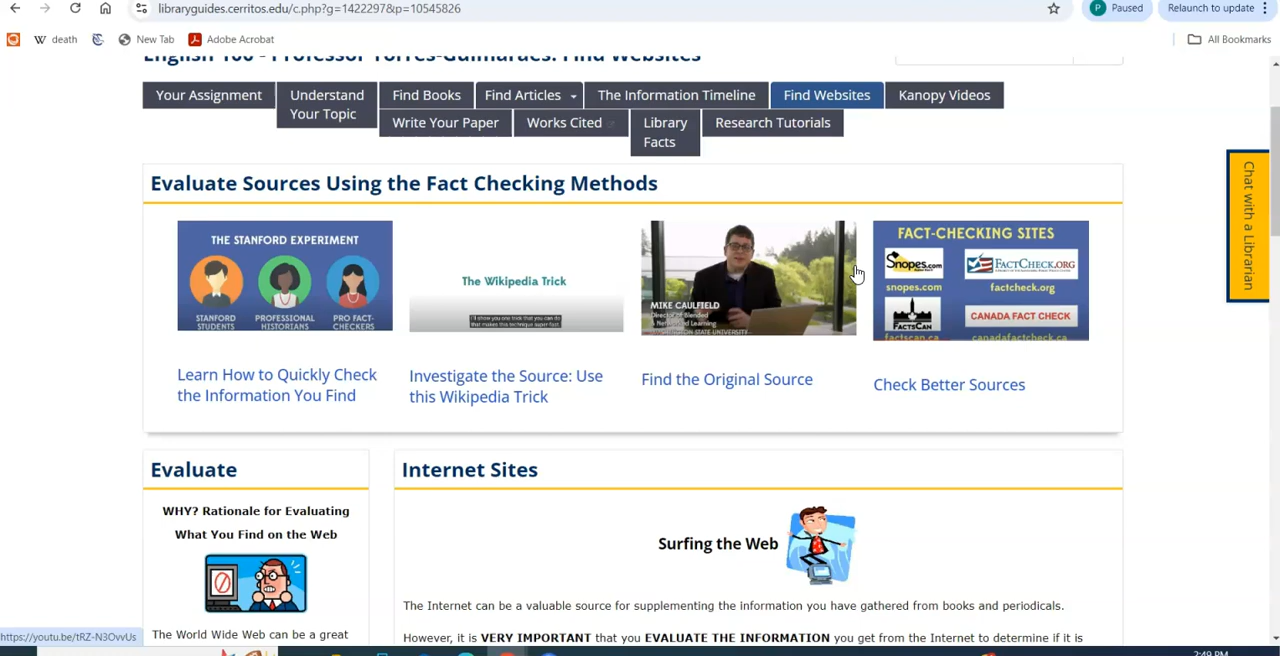 libraryguides.cerritos.edu/c.php?g=1422297&p=10545826
P Paused
Relaunch to update
W death
New Tab
Adobe Acrobat
All Bookmarks
English 100 - Professor Torres-Guimaraes: Find Websites
Your Assignment
Understand Your Topic
Find Books
Find Articles
The Information Timeline
Find Websites
Kanopy Videos
Write Your Paper
Works Cited
Library Facts
Research Tutorials
Evaluate Sources Using the Fact Checking Methods
THE STANFORD EXPERIMENT
STANFORD STUDENTS
PROFESSIONAL HISTORIANS
PRO FACT-CHECKERS
The Wikipedia Trick
I'll show you one trick that you can do
that makes this technique super fast.
MIKE CAULFIELD
Director of Blended
& Networked Learning
WASHINGTON STATE UNIVERSITY
FACT-CHECKING SITES
Snopes.com
snopes.com
FACTCHECK.ORG
factcheck.org
FACTSCAN
factscan.ca
CANADA FACT CHECK
canadafactcheck.ca
Learn How to Quickly Check
the Information You Find
Investigate the Source: Use
this Wikipedia Trick
Find the Original Source
Check Better Sources
Chat with a Librarian
Evaluate
WHY? Rationale for Evaluating
What You Find on the Web
The World Wide Web can be a great
Internet Sites
Surfing the Web
The Internet can be a valuable source for supplementing the information you have gathered from books and periodicals.
However, it is VERY IMPORTANT that you EVALUATE THE INFORMATION you get from the Internet to determine if it is
https://youtu.be/tRZ-N3OvvUs
2:49 PM